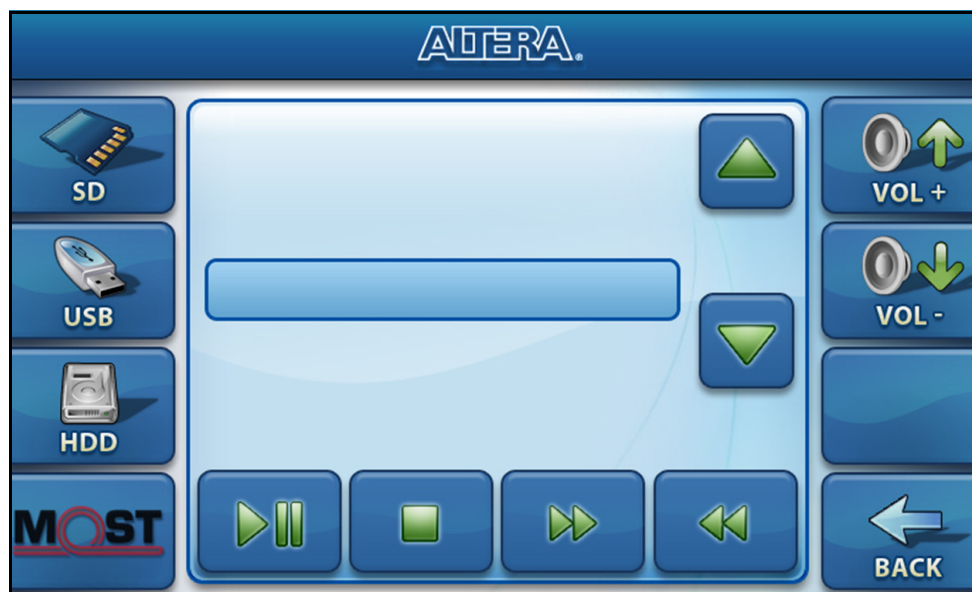 ALTERA.
SD
USB
HDD
MOST
VOL +
VOL -
BACK